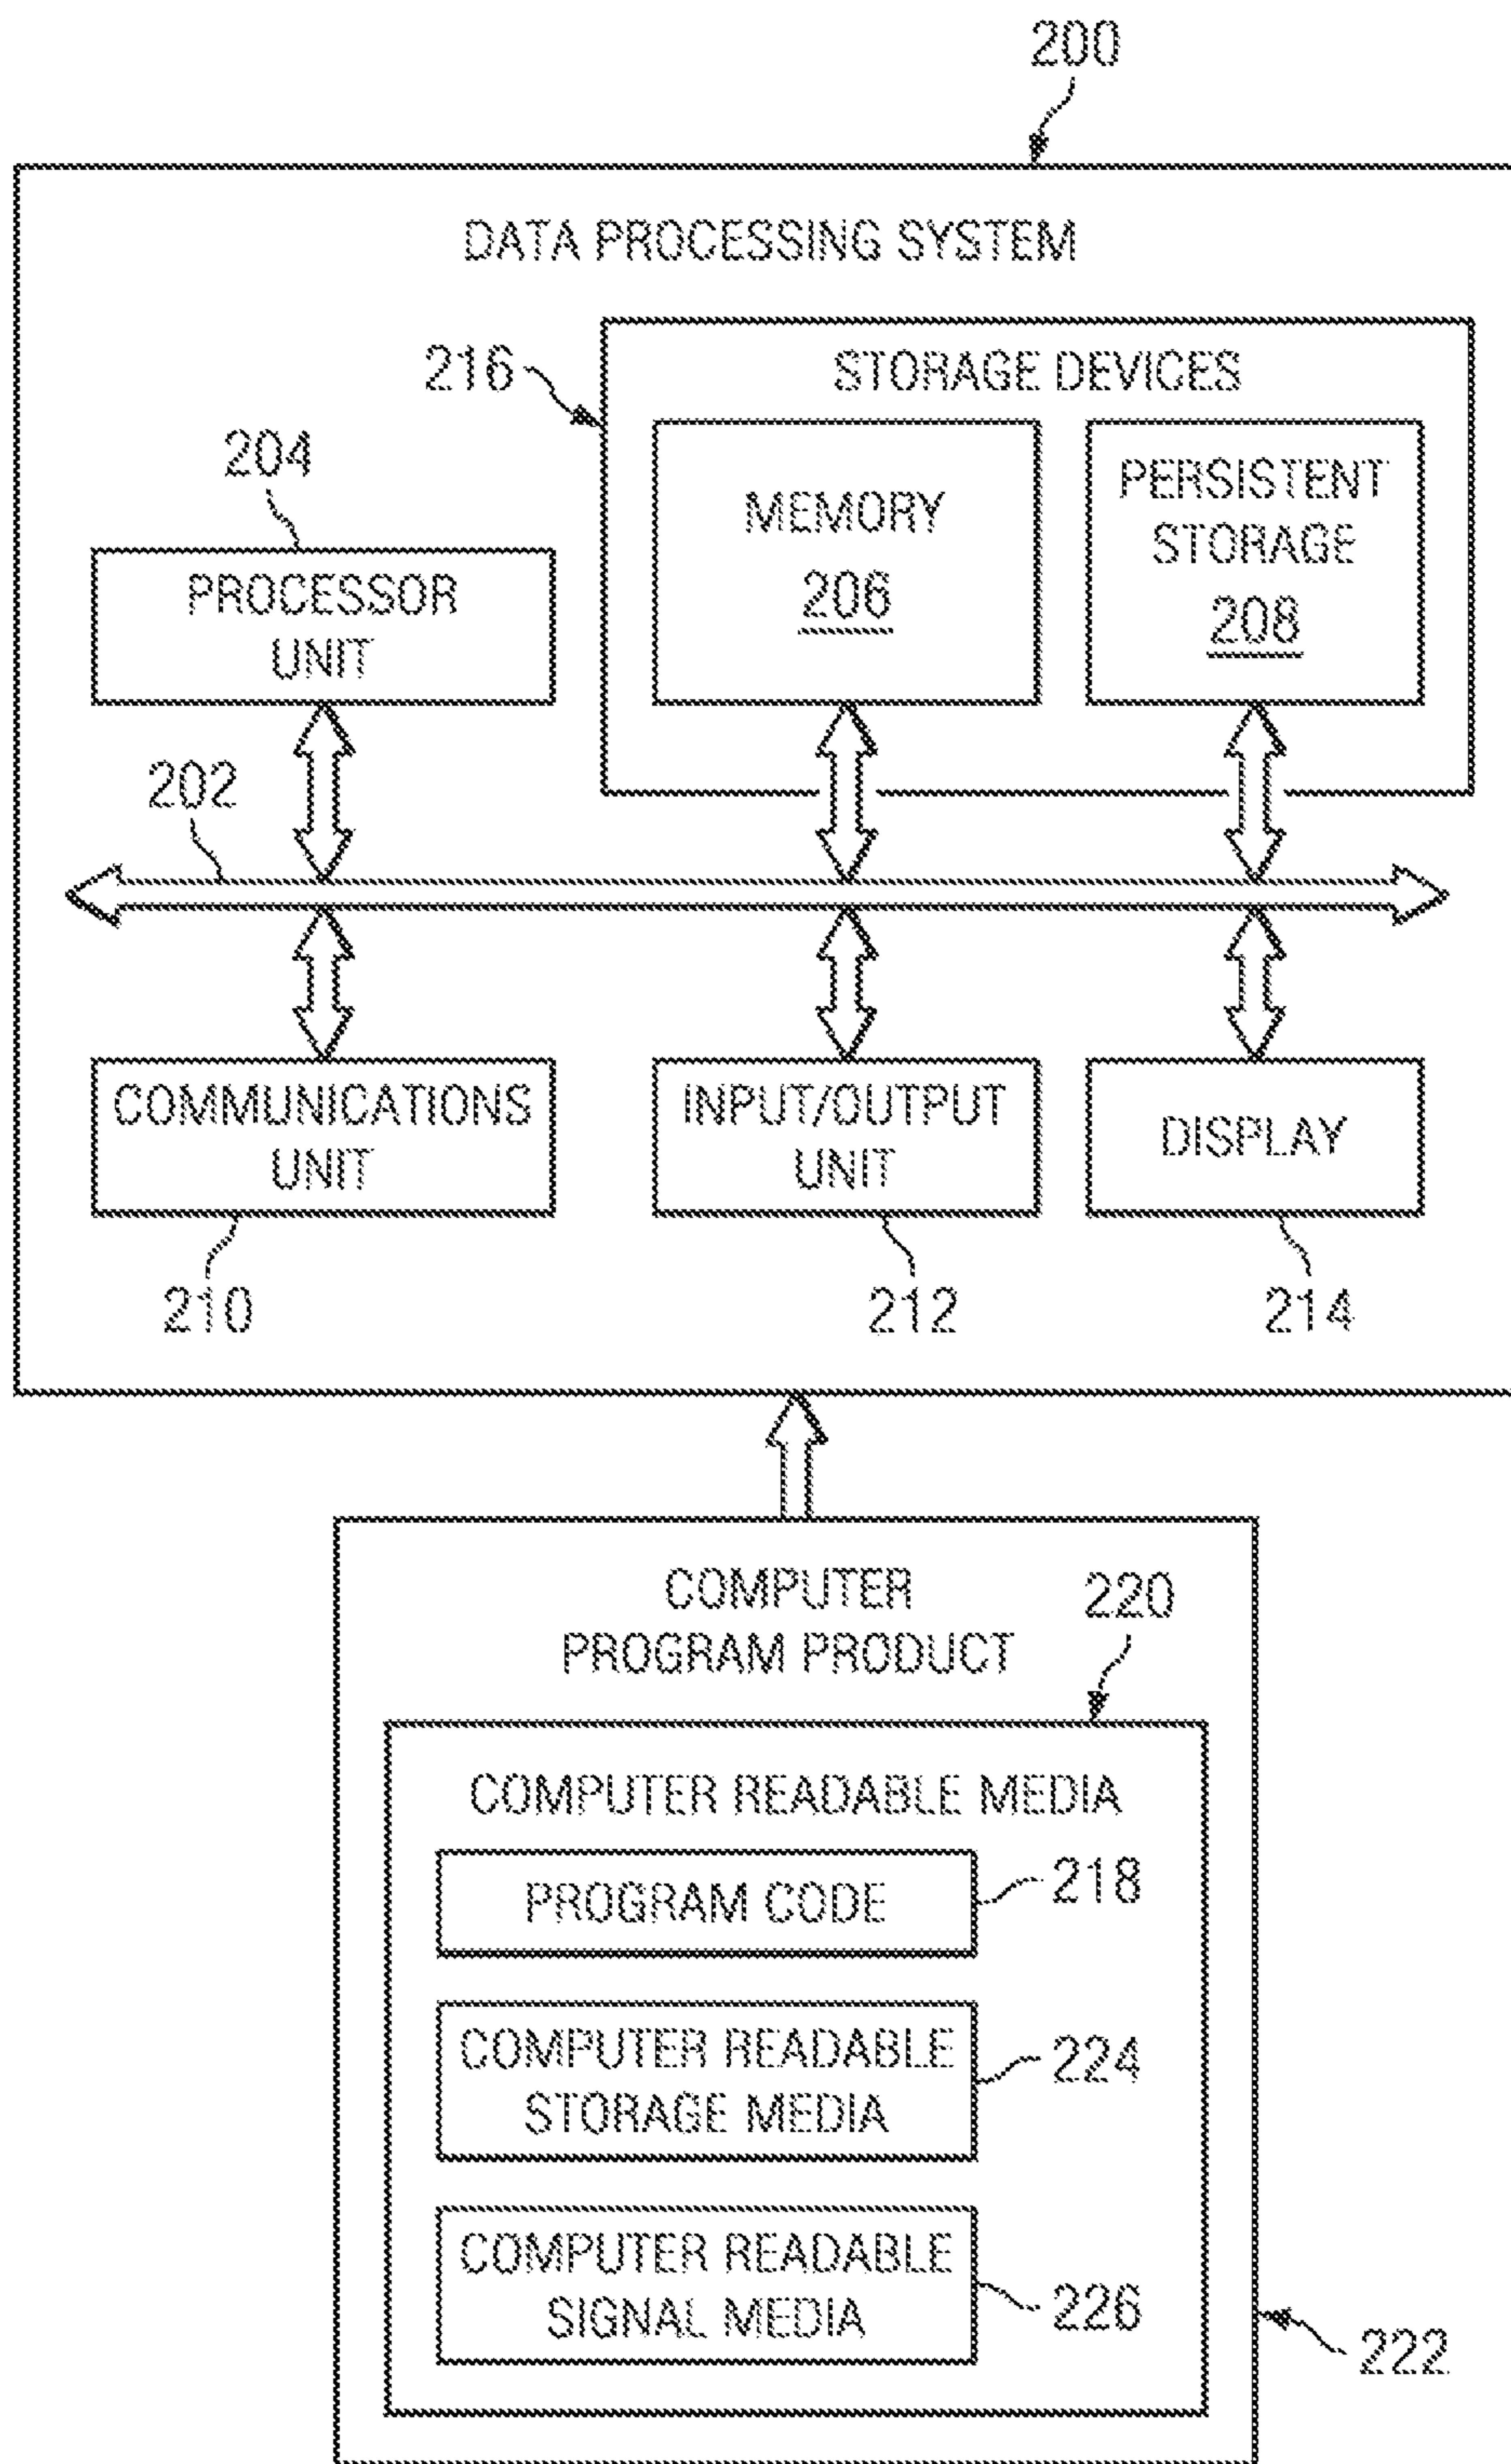 200
DATA PROCESSING SYSTEM
216
STORAGE DEVICES
204
MEMORY
206
PERSISTENT
STORAGE
208
PROCESSOR
UNIT
202
COMMUNICATIONS
UNIT
INPUT/OUTPUT
UNIT
DISPLAY
210
212
214
COMPUTER
PROGRAM PRODUCT
220
COMPUTER READABLE MEDIA
PROGRAM CODE
218
COMPUTER READABLE
STORAGE MEDIA
224
COMPUTER READABLE
SIGNAL MEDIA
226
222